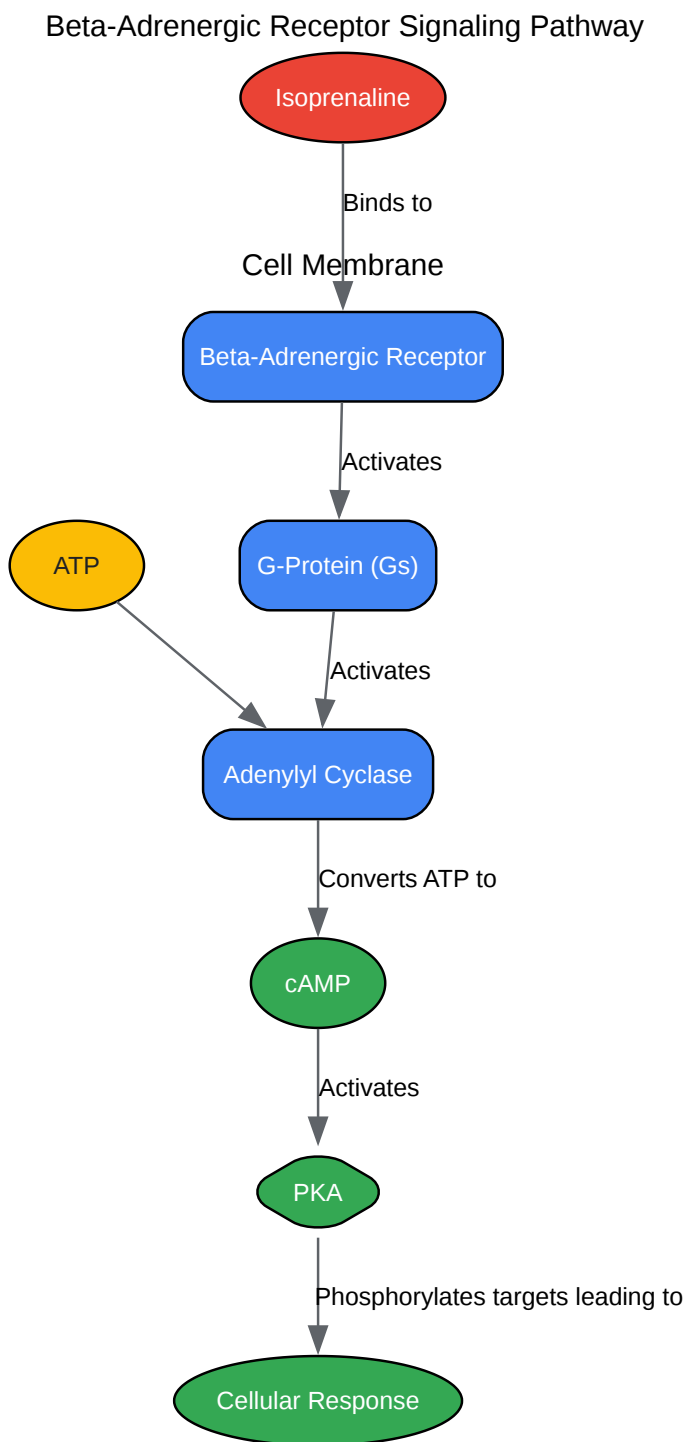 Beta-Adrenergic Receptor Signaling Pathway
Isoprenaline
Binds to
Cell Membrane
Beta-Adrenergic Receptor
Activates
ATP
G-Protein (Gs)
Activates
Adenylyl Cyclase
Converts ATP to
cAMP
Activates
PKA
Phosphorylates targets leading to
Cellular Response